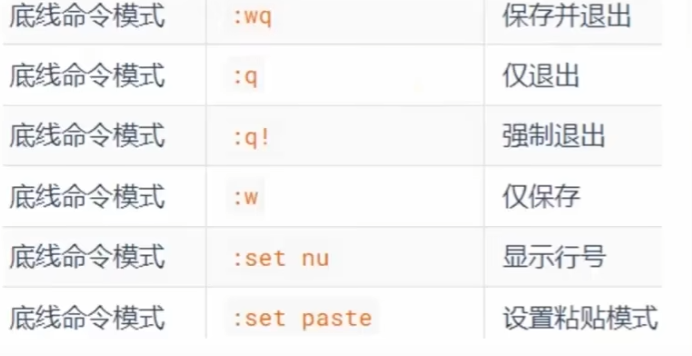 底线命令模式 :wq 保存并退出
底线命令模式 :q 仅退出
底线命令模式 :q! 强制退出
底线命令模式 :w 仅保存
底线命令模式 :set nu 显示行号
底线命令模式 :set paste 设置粘贴模式